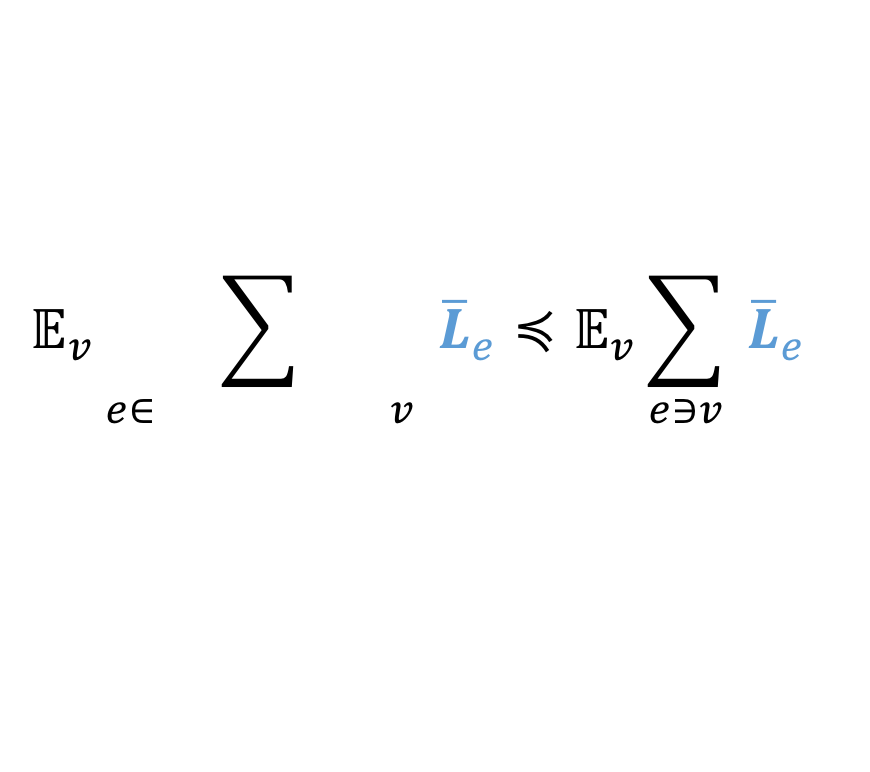 𝔼_v ∑_{e∈ v} L̄_e ≼ 𝔼_v ∑_{e∋v} L̄_e